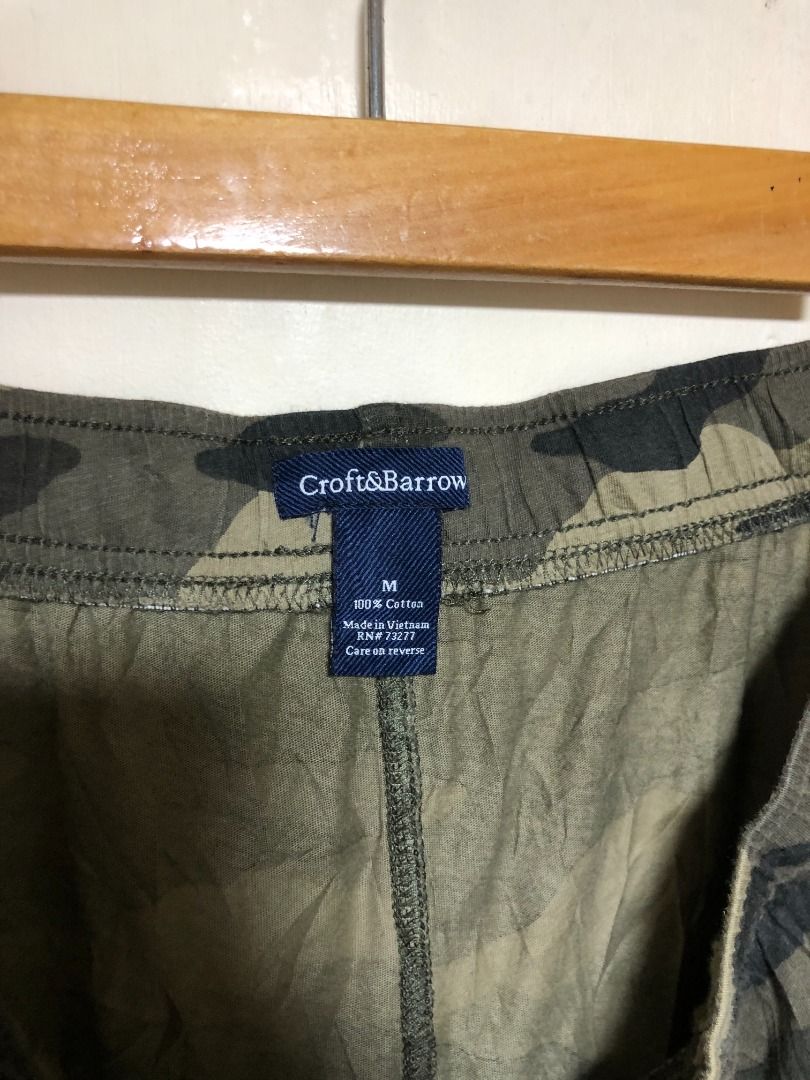 Croft&Barrow
M
100% Cotton
Made in Vietnam
RN# 73277
Care on reverse